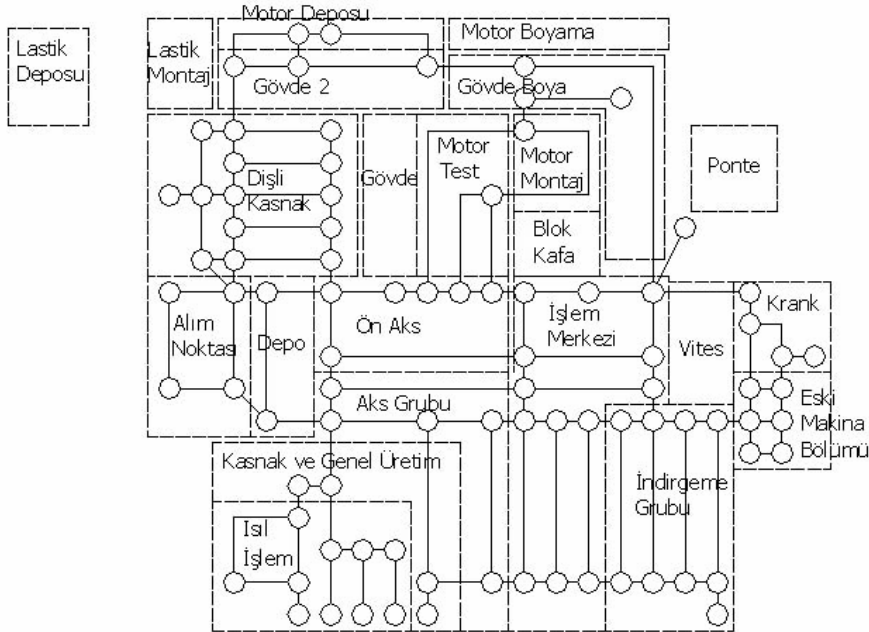 Motor Deposu
Motor Boyama
Lastik
Deposu
Lastik
Montaj
Gövde 2
Gövde Boya
Dişli
Kasnak
Gövde
Motor
Test
Motor
Montaj
Ponte
Blok
Kafa
Alım
Noktası
Depo
Ön Aks
İşlem
Merkezi
Vites
Krank
Aks Grubu
Eski
Makina
Bölümü
Kasnak ve Genel Üretim
İndirgeme
Grubu
Isıl
İşlem